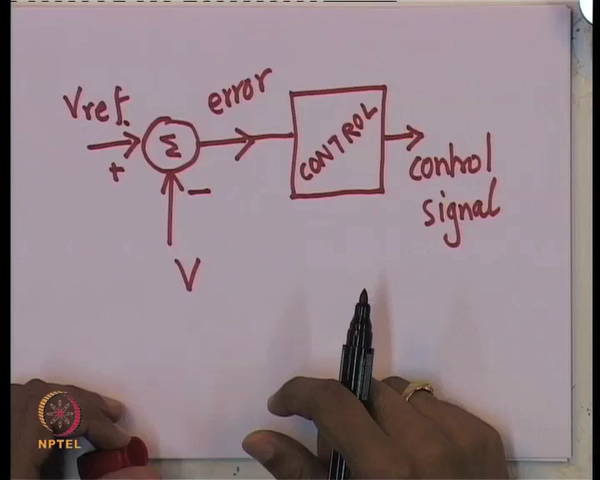 Vref.
error
+
Σ
CONTROL
control
signal
−
V
NPTEL